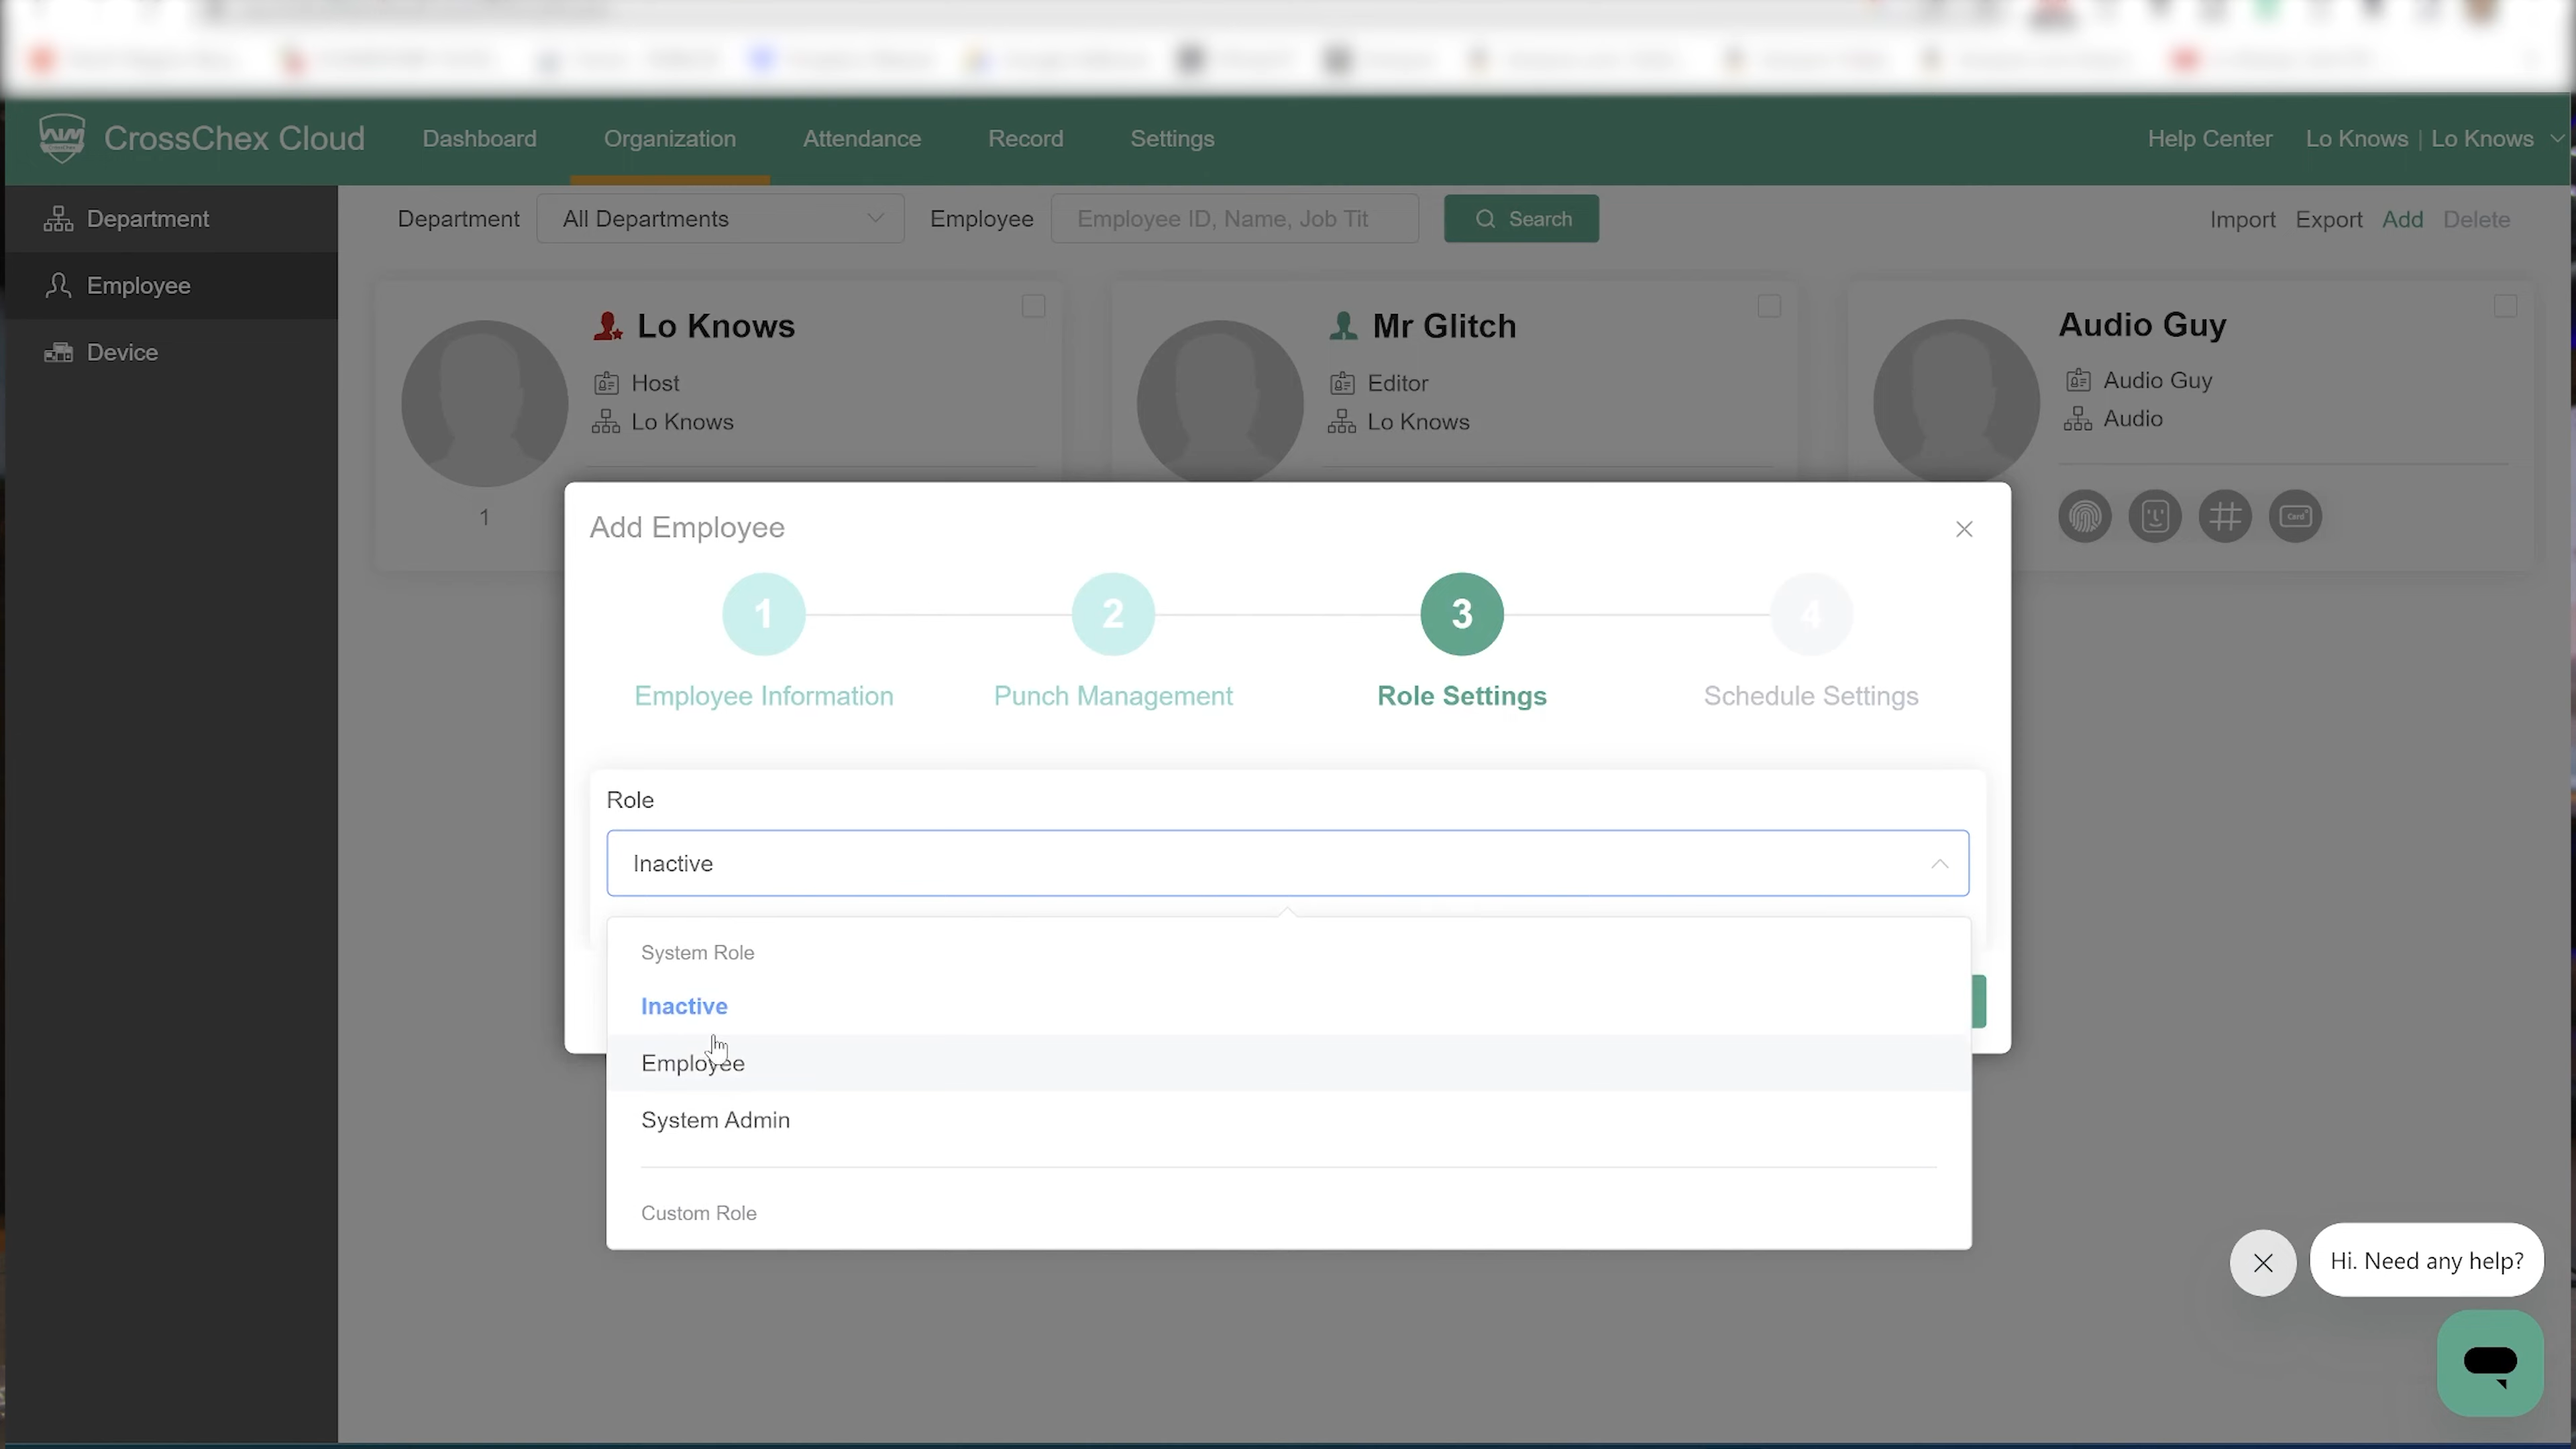 CrossChex Cloud
Dashboard
Organization
Attendance
Record
Settings
Help Center
Lo Knows | Lo Knows
Department
Employee
Device
Department
All Departments
Employee
Employee ID, Name, Job Tit
Search
Import
Export
Add
Delete
Lo Knows
Host
Lo Knows
1
Mr Glitch
Editor
Lo Knows
Audio Guy
Audio Guy
Audio
Card
Add Employee
1
2
3
4
Employee Information
Punch Management
Role Settings
Schedule Settings
Role
Inactive
System Role
Inactive
Employee
System Admin
Custom Role
Hi. Need any help?